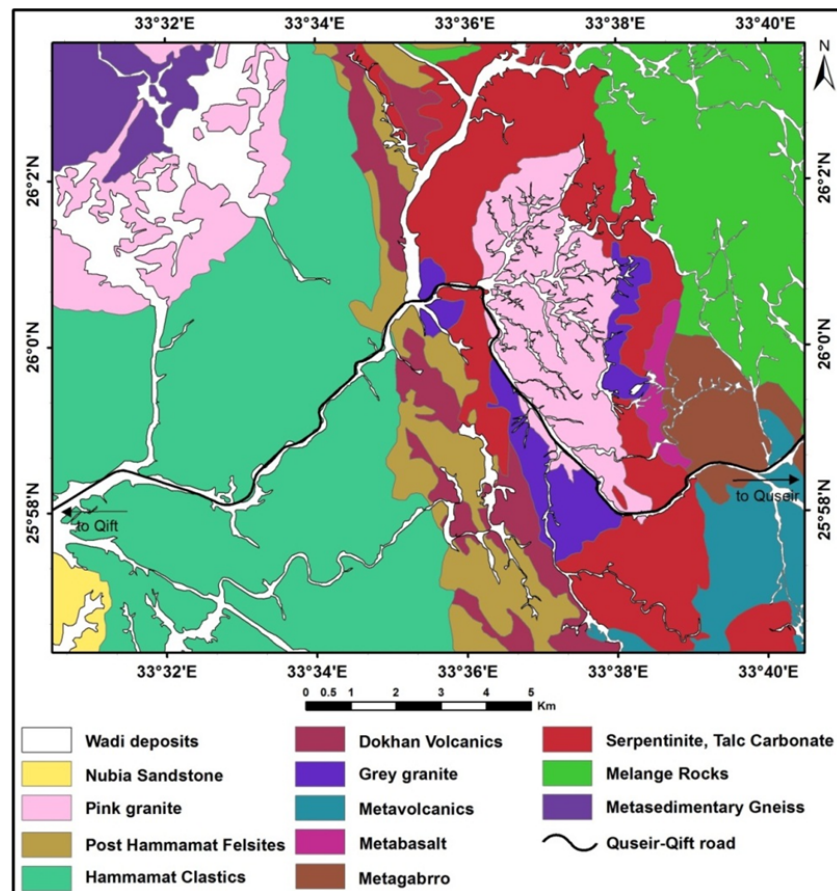 33°32'E 33°34'E 33°36'E 33°38'E 33°40'E
N
26°2'N 26°2'N
26°0'N 26°0'N
25°58'N 25°58'N
to Quseir
to Qift
33°32'E 33°34'E 33°36'E 33°38'E 33°40'E
0 0.5 1 2 3 4 5
Km
Wadi deposits
Nubia Sandstone
Pink granite
Post Hammamat Felsites
Hammamat Clastics
Dokhan Volcanics
Grey granite
Metavolcanics
Metabasalt
Metagabrro
Serpentinite, Talc Carbonate
Melange Rocks
Metasedimentary Gneiss
Quseir-Qift road